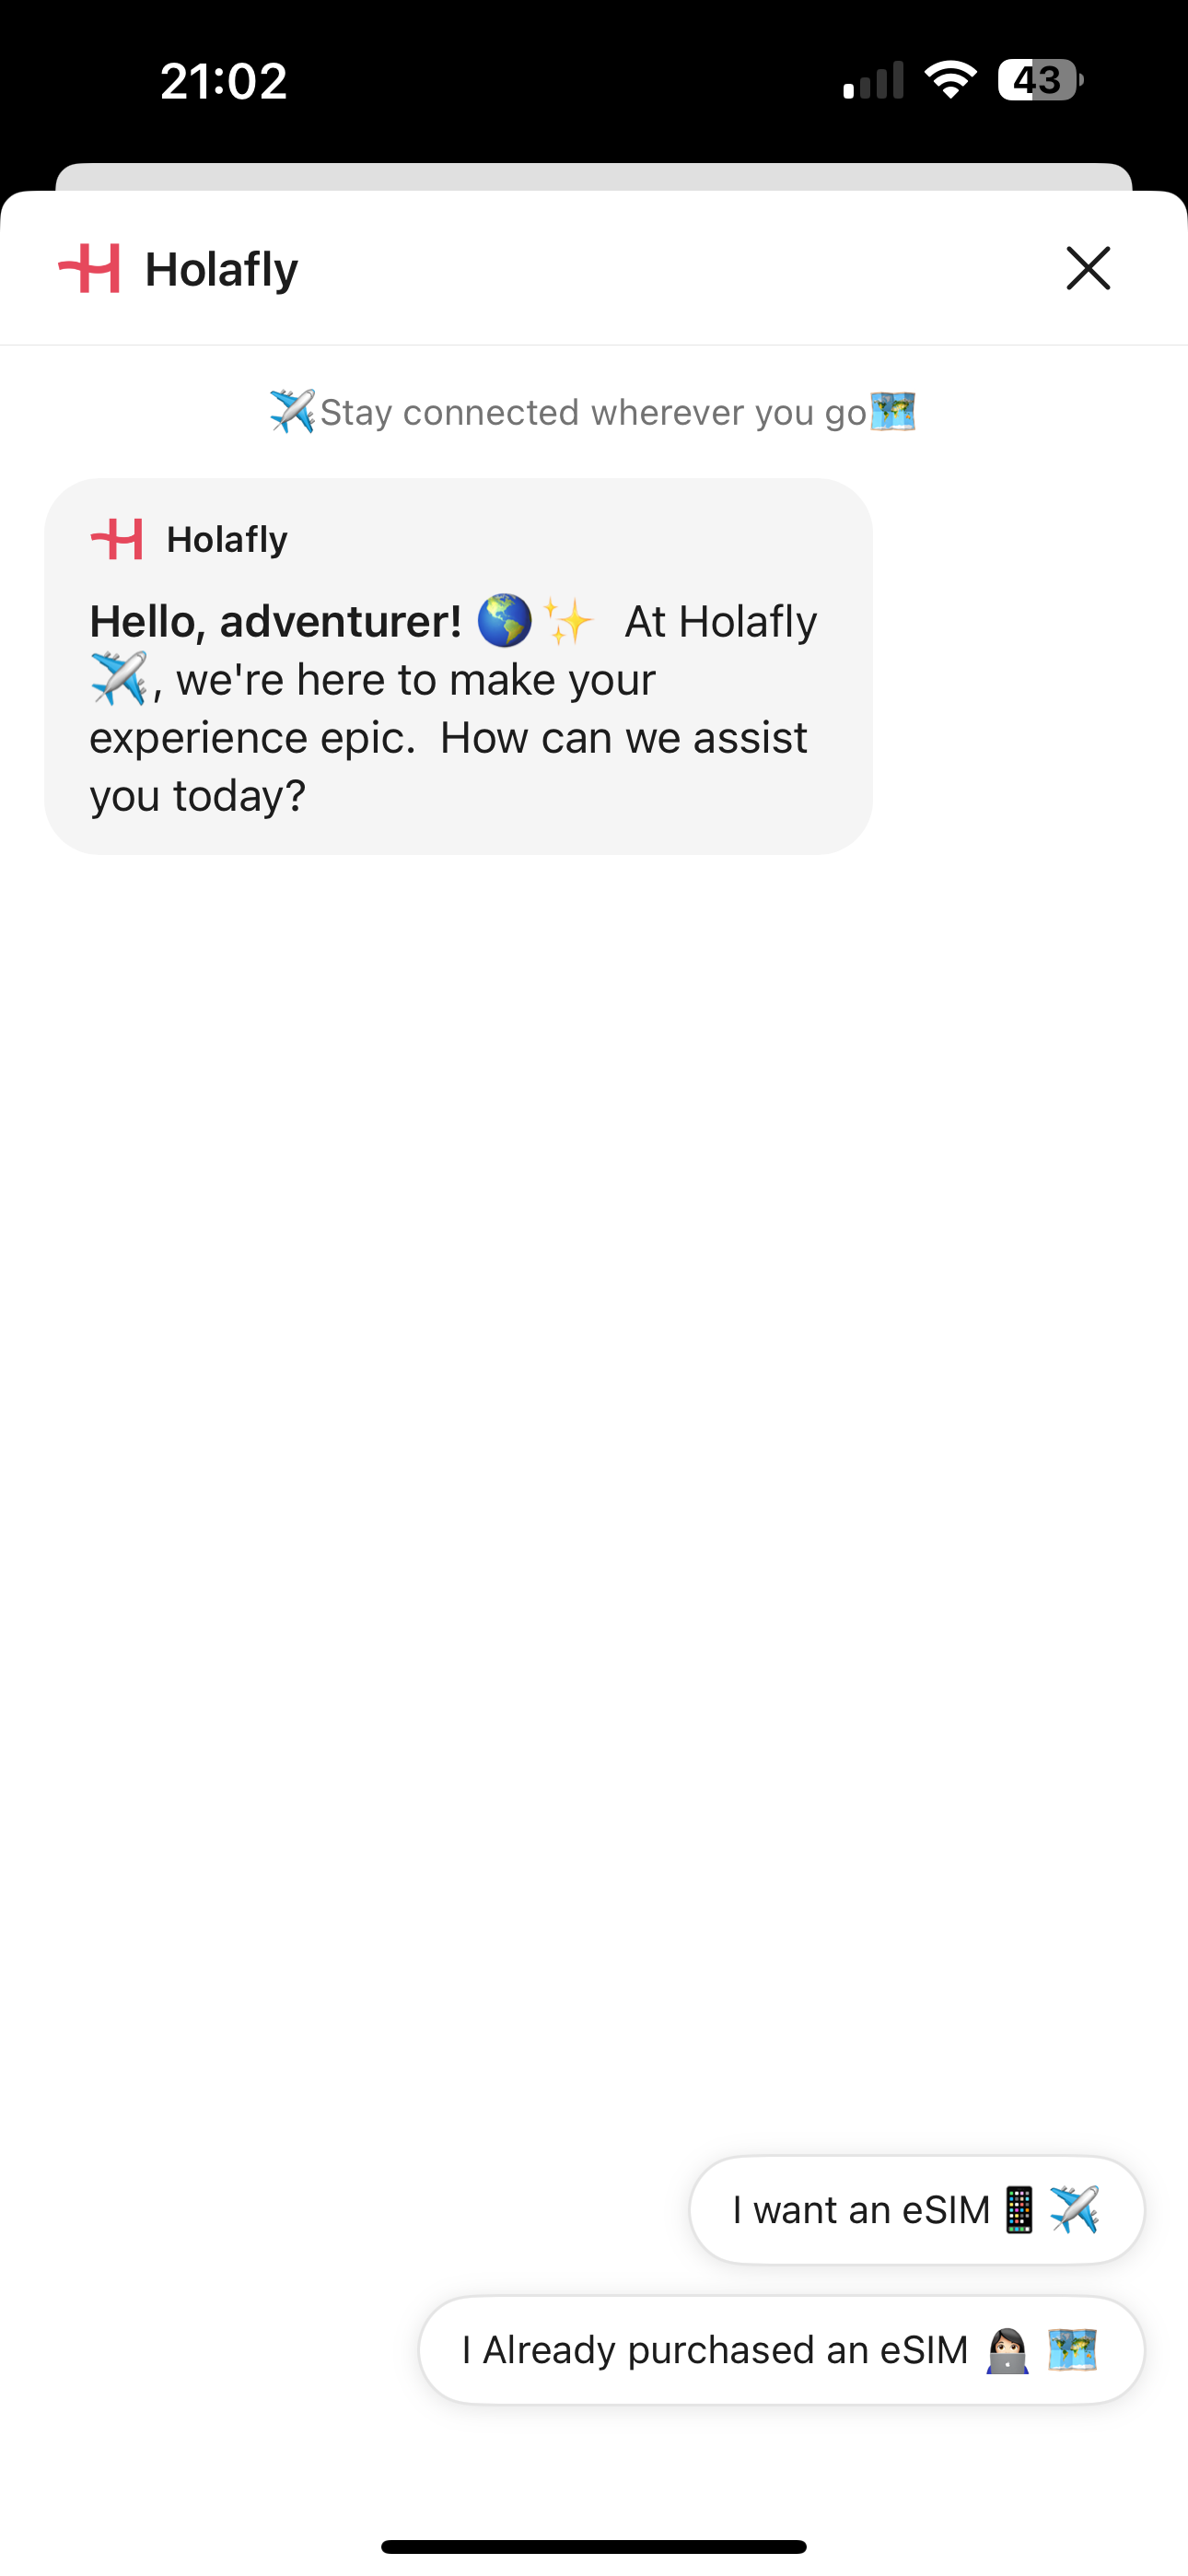 21:02
43
Holafly
✈️Stay connected wherever you go🗺️
Holafly
Hello, adventurer! 🌎✨ At Holafly
✈️, we're here to make your
experience epic. How can we assist
you today?
I want an eSIM📱✈️
I Already purchased an eSIM 👩🏻‍💻 🗺️